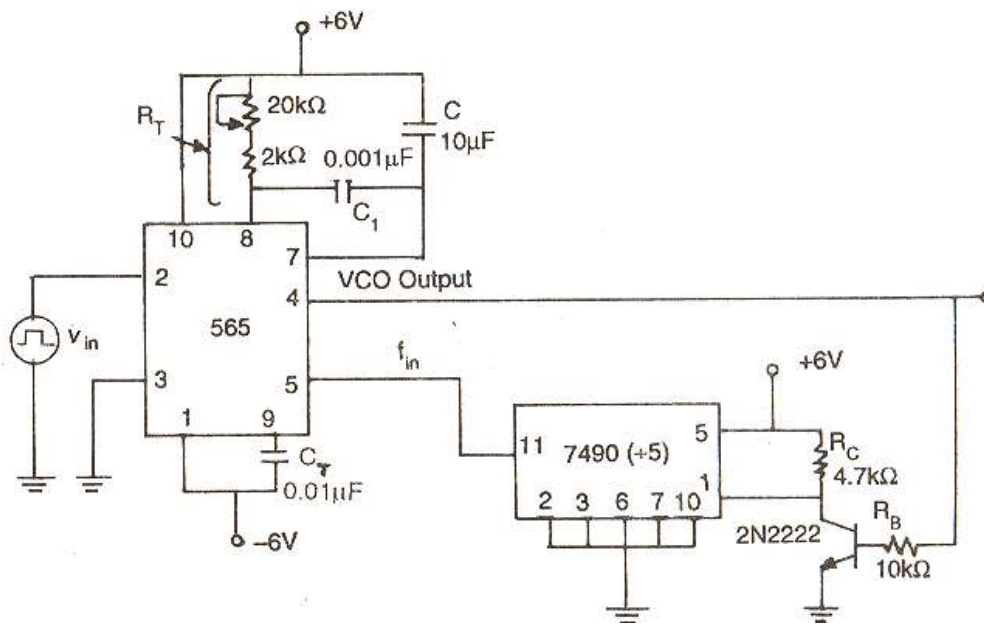 +6V
R_T
20kΩ
C
10μF
2kΩ
0.001μF
C_1
10
8
7
2
VCO Output
4
v_in
565
f_in
3
5
1
9
C_T
0.01μF
–6V
+6V
11
7490 (÷5)
5
R_C
4.7kΩ
1
2
3
6
7
10
2N2222
R_B
10kΩ